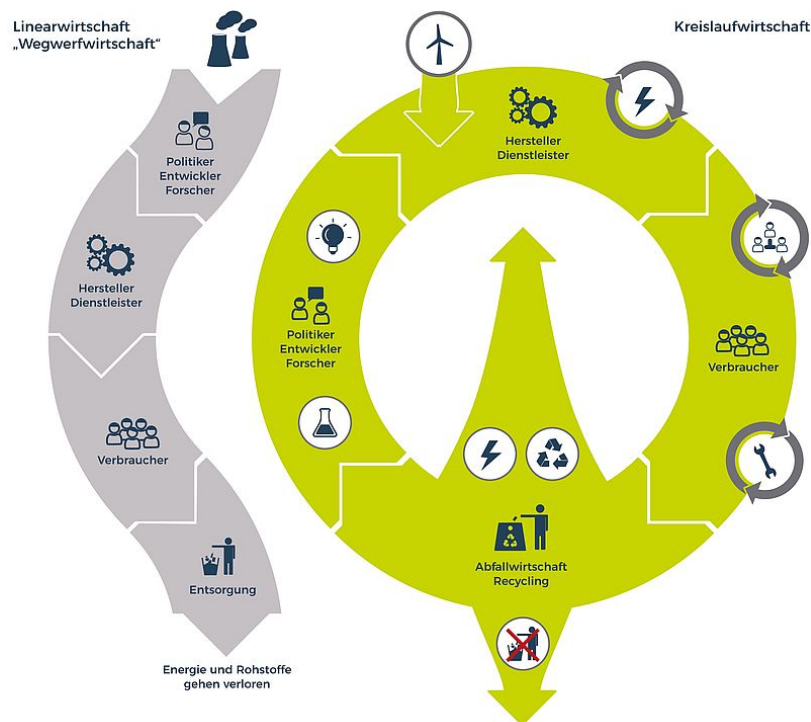 Linearwirtschaft
„Wegwerfwirtschaft“
Politiker
Entwickler
Forscher
Hersteller
Dienstleister
Verbraucher
Entsorgung
Energie und Rohstoffe
gehen verloren
Kreislaufwirtschaft
Hersteller
Dienstleister
Politiker
Entwickler
Forscher
Verbraucher
Abfallwirtschaft
Recycling